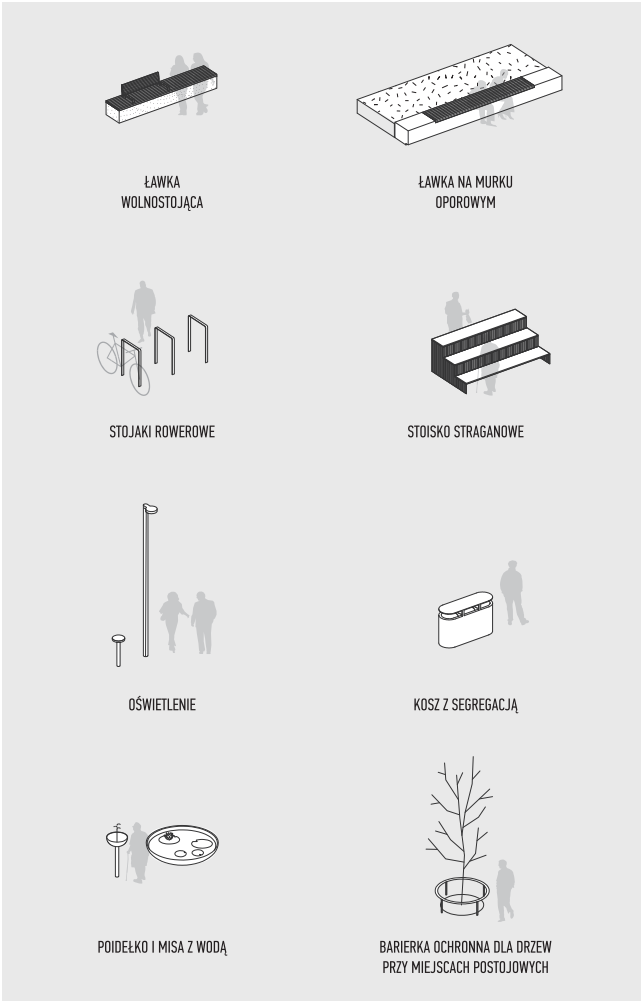 ŁAWKA
WOLNOSTOJĄCA
ŁAWKA NA MURKU
OPOROWYM
STOJAKI ROWEROWE
STOISKO STRAGANOWE
OŚWIETLENIE
KOSZ Z SEGREGACJĄ
POIDEŁKO I MISA Z WODĄ
BARIERKA OCHRONNA DLA DRZEW
PRZY MIEJSCACH POSTOJOWYCH